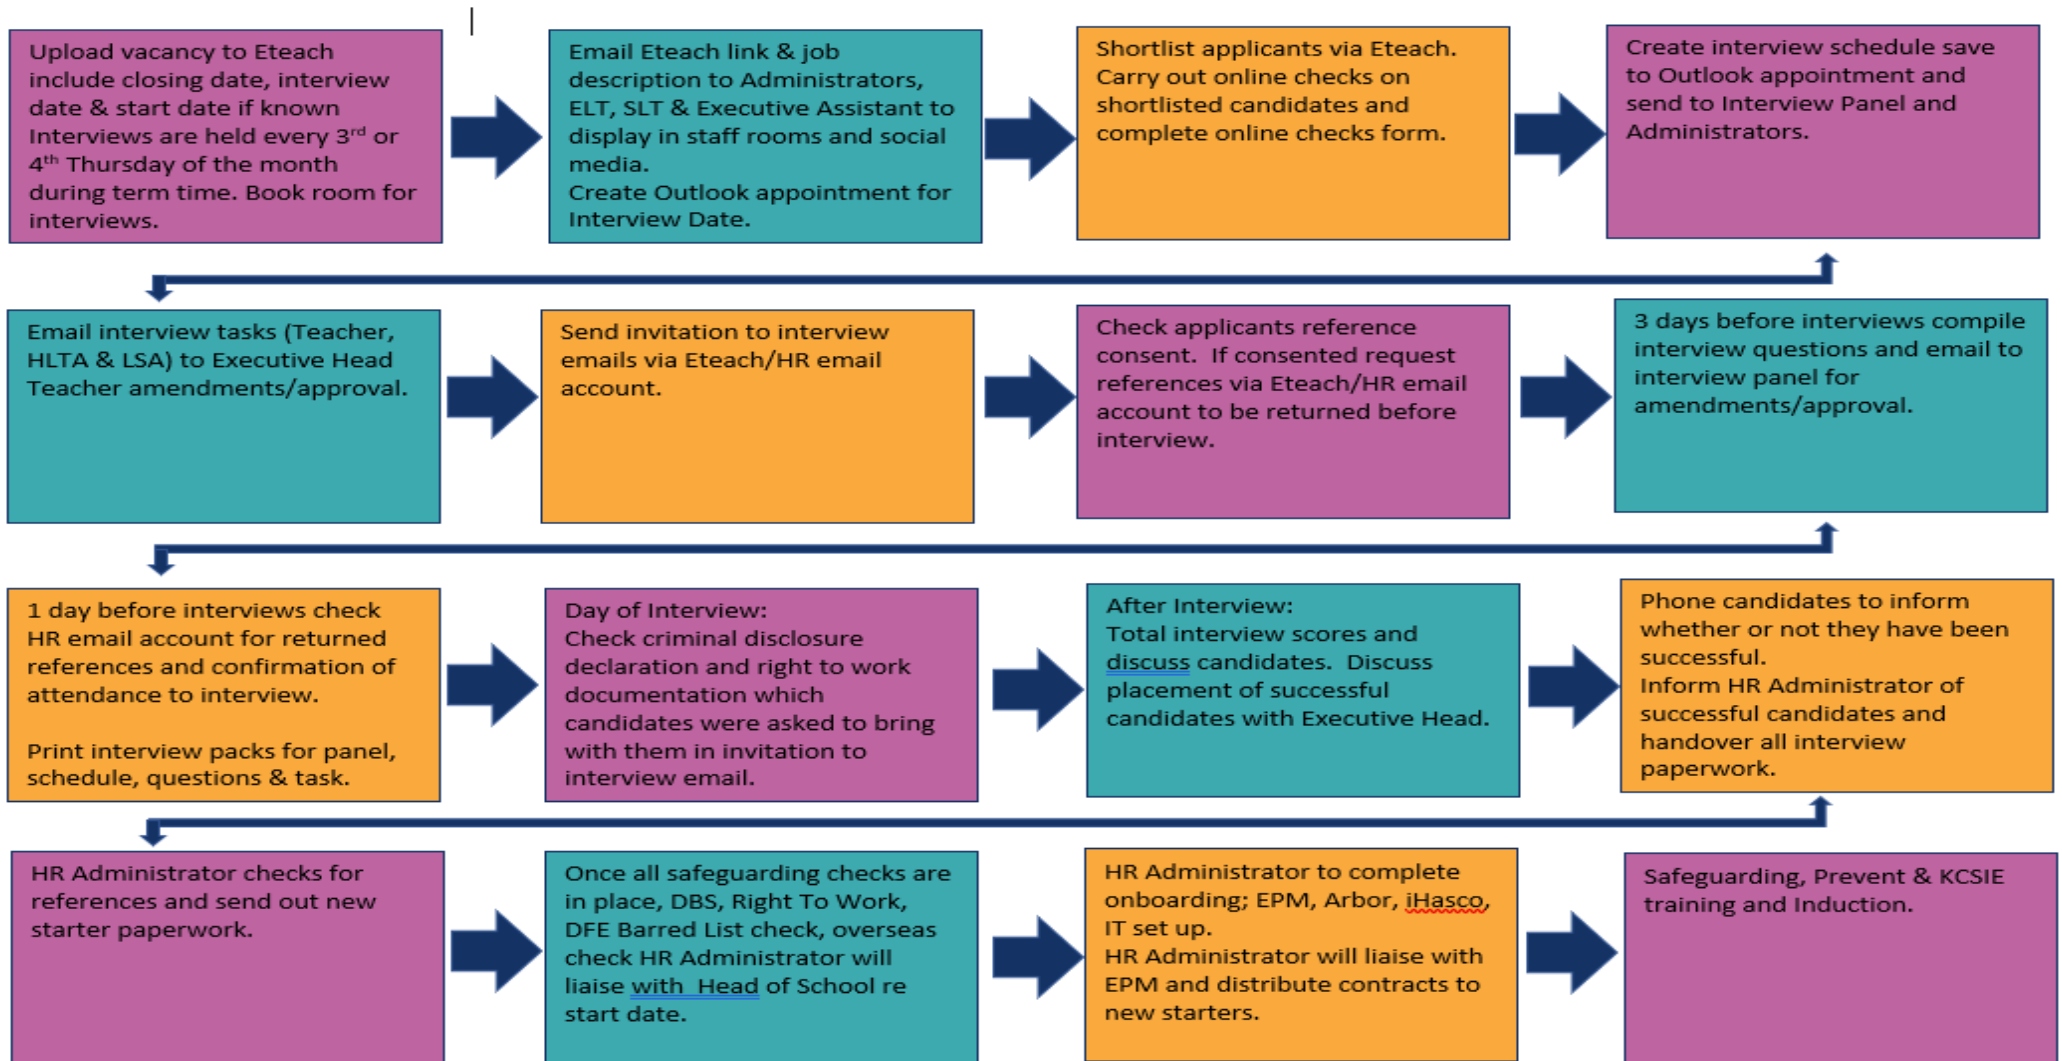 Upload vacancy to Eteach
include closing date, interview
date & start date if known
Interviews are held every 3rd or
4th Thursday of the month
during term time. Book room for
interviews.
Email Eteach link & job
description to Administrators,
ELT, SLT & Executive Assistant to
display in staff rooms and social
media.
Create Outlook appointment for
Interview Date.
Shortlist applicants via Eteach.
Carry out online checks on
shortlisted candidates and
complete online checks form.
Create interview schedule save
to Outlook appointment and
send to Interview Panel and
Administrators.
Email interview tasks (Teacher,
HLTA & LSA) to Executive Head
Teacher amendments/approval.
Send invitation to interview
emails via Eteach/HR email
account.
Check applicants reference
consent.  If consented request
references via Eteach/HR email
account to be returned before
interview.
3 days before interviews compile
interview questions and email to
interview panel for
amendments/approval.
1 day before interviews check
HR email account for returned
references and confirmation of
attendance to interview.
Print interview packs for panel,
schedule, questions & task.
Day of Interview:
Check criminal disclosure
declaration and right to work
documentation which
candidates were asked to bring
with them in invitation to
interview email.
After Interview:
Total interview scores and
discuss candidates.  Discuss
placement of successful
candidates with Executive Head.
Phone candidates to inform
whether or not they have been
successful.
Inform HR Administrator of
successful candidates and
handover all interview
paperwork.
HR Administrator checks for
references and send out new
starter paperwork.
Once all safeguarding checks are
in place, DBS, Right To Work,
DFE Barred List check, overseas
check HR Administrator will
liaise with  Head of School re
start date.
HR Administrator to complete
onboarding; EPM, Arbor, iHasco,
IT set up.
HR Administrator will liaise with
EPM and distribute contracts to
new starters.
Safeguarding, Prevent & KCSIE
training and Induction.